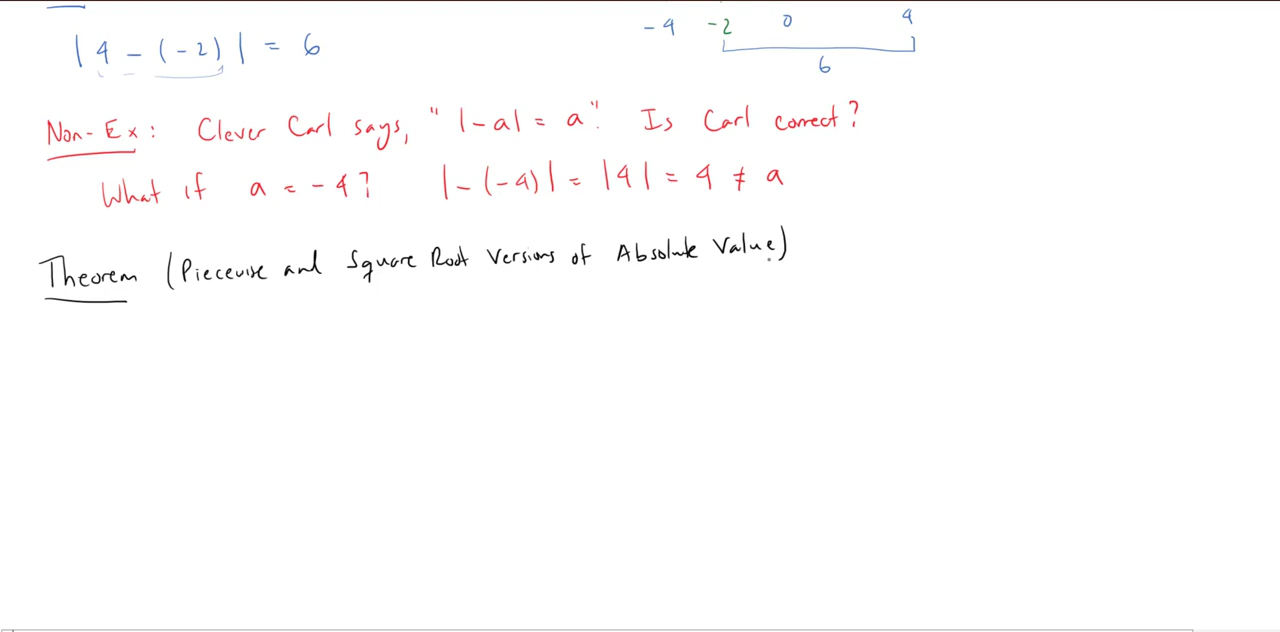 |4 - (-2)| = 6
-4 -2 0 4
6
Non-Ex: Clever Carl says, "|-a| = a". Is Carl correct?
What if a = -4? |-(-4)| = |4| = 4 ≠ a
Theorem (Piecewise and Square Root Versions of Absolute Value)